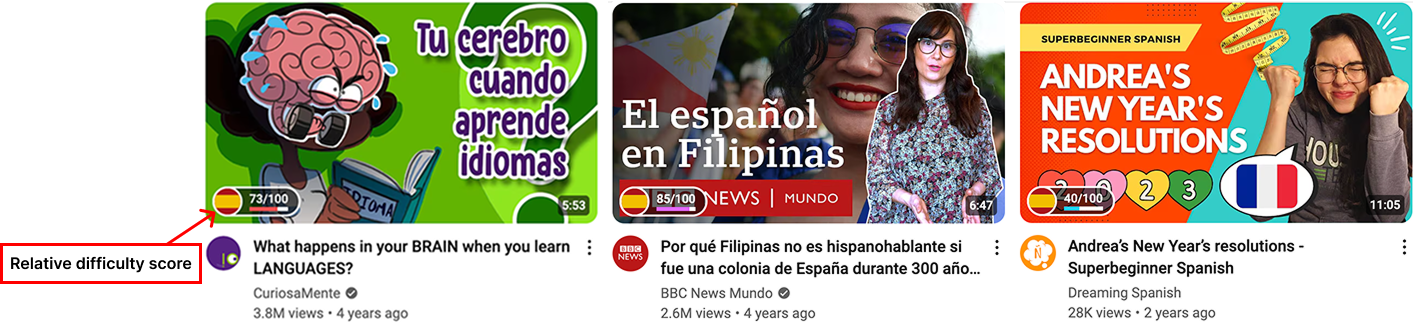 Relative difficulty score
Tu cerebro
cuando
aprende
idiomas
IDIOMA
73/100
5:53
What happens in your BRAIN when you learn
LANGUAGES?
CuriosaMente
3.8M views • 4 years ago
El español
en Filipinas
NEWS | MUNDO
85/100
6:47
BBC
NEWS
Por qué Filipinas no es hispanohablante si
fue una colonia de España durante 300 año...
BBC News Mundo
2.6M views • 4 years ago
SUPERBEGINNER SPANISH
ANDREA'S
NEW YEAR'S
RESOLUTIONS
2 0 2 3
40/100
11:05
Ñ
Andrea's New Year's resolutions -
Superbeginner Spanish
Dreaming Spanish
28K views • 2 years ago